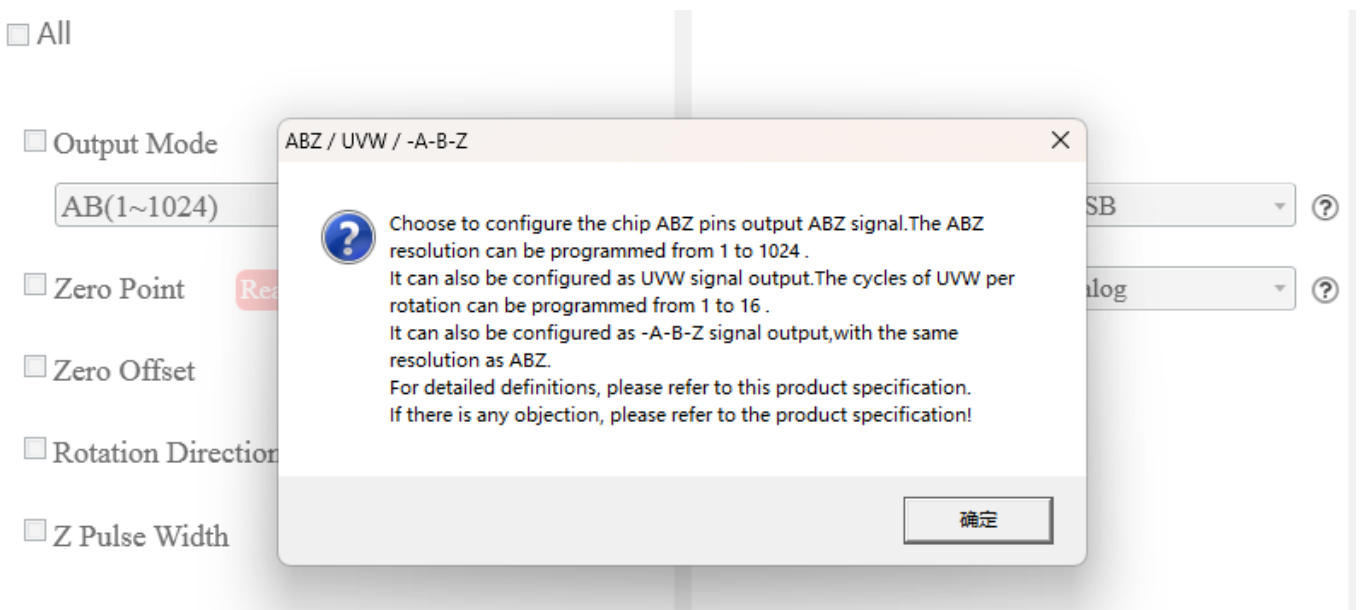 All
Output Mode
AB(1~1024)
Zero Point
Zero Offset
Rotation Direction
Z Pulse Width
ABZ / UVW / -A-B-Z
Choose to configure the chip ABZ pins output ABZ signal.The ABZ
resolution can be programmed from 1 to 1024 .
It can also be configured as UVW signal output.The cycles of UVW per
rotation can be programmed from 1 to 16 .
It can also be configured as -A-B-Z signal output,with the same
resolution as ABZ.
For detailed definitions, please refer to this product specification.
If there is any objection, please refer to the product specification!
确定